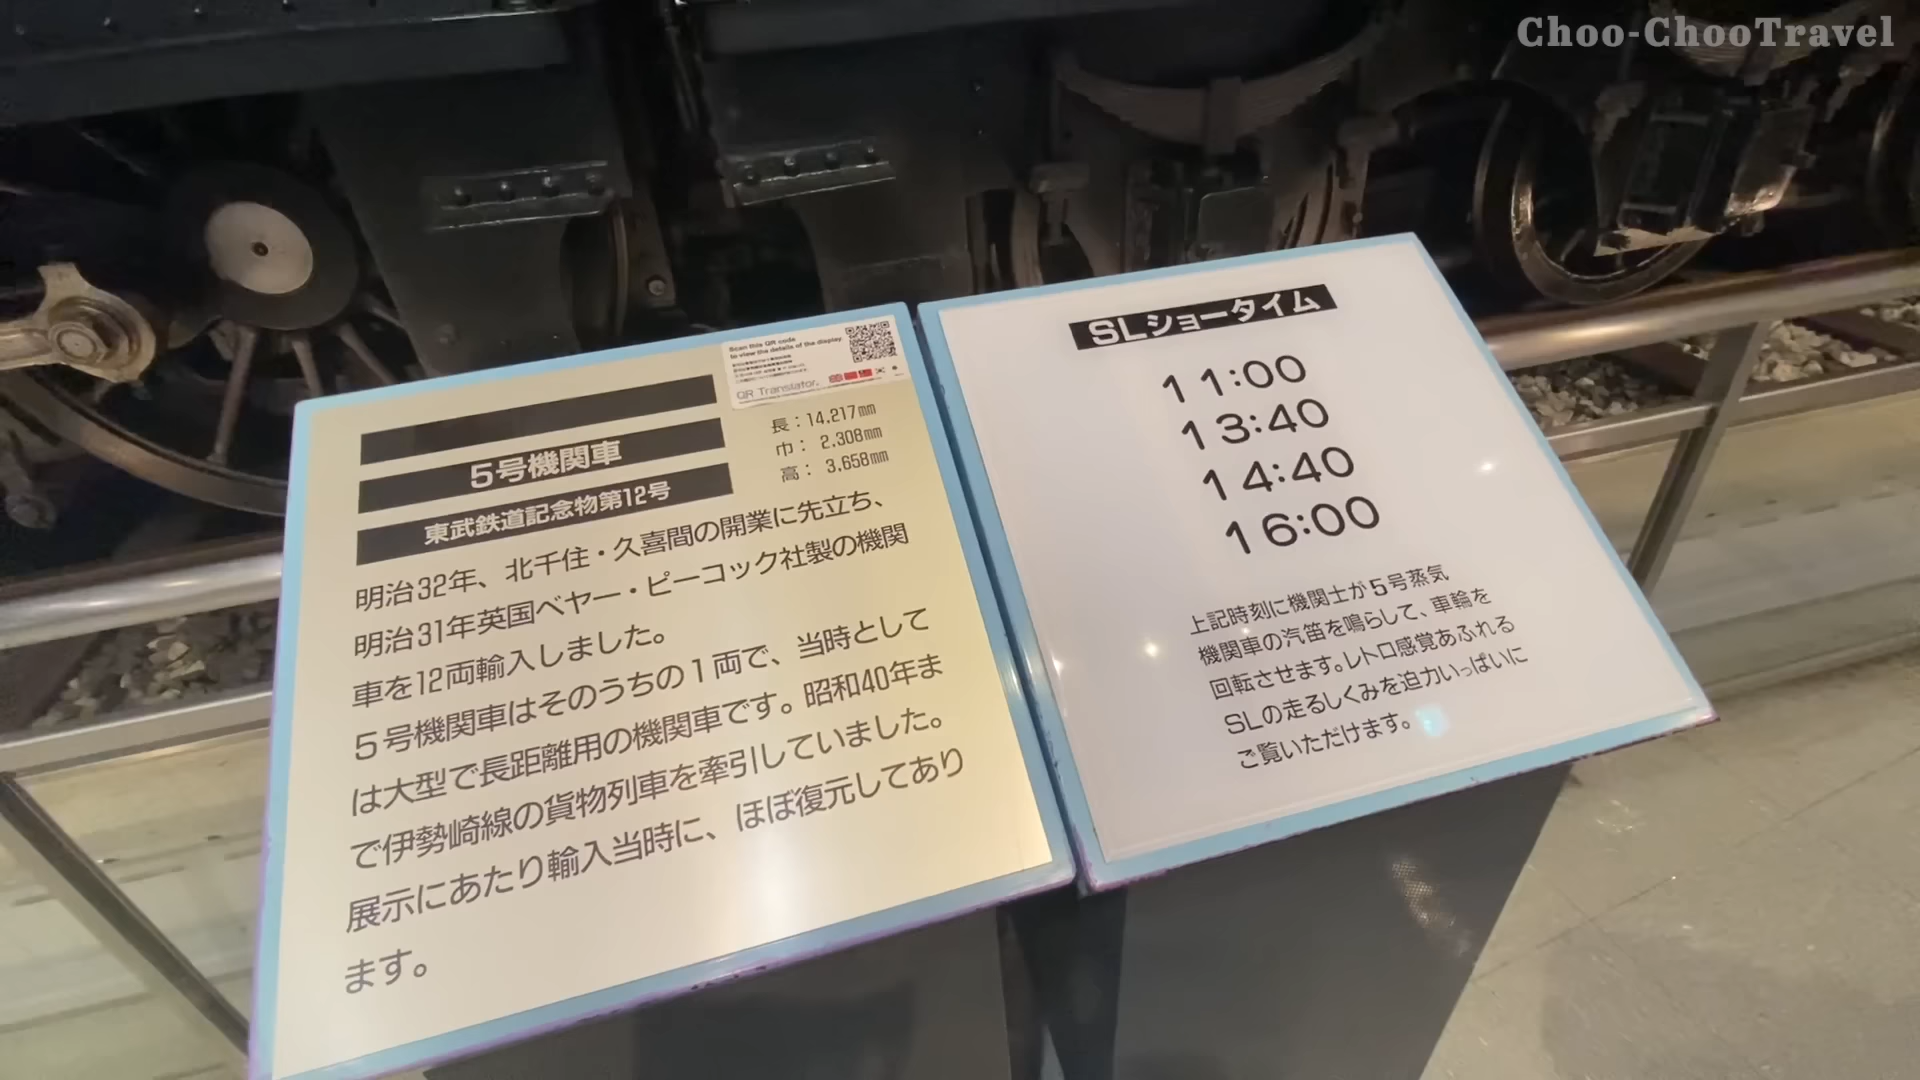 Choo-ChooTravel
Scan this QR code
to view the details of the display
QR Translator
5号機関車
東武鉄道記念物第12号
長：14.217㎜
巾：2.308㎜
高：3.658㎜
明治32年、北千住・久喜間の開業に先立ち、
明治31年英国ベヤー・ピーコック社製の機関
車を12両輸入しました。
5号機関車はそのうちの1両で、当時として
は大型で長距離用の機関車です。昭和40年ま
で伊勢崎線の貨物列車を牽引していました。
展示にあたり輸入当時に、ほぼ復元してあり
ます。
SLショータイム
11:00
13:40
14:40
16:00
上記時刻に機関士が5号蒸気
機関車の汽笛を鳴らして、車輪を
回転させます。レトロ感覚あふれる
SLの走るしくみを迫力いっぱいに
ご覧いただけます。